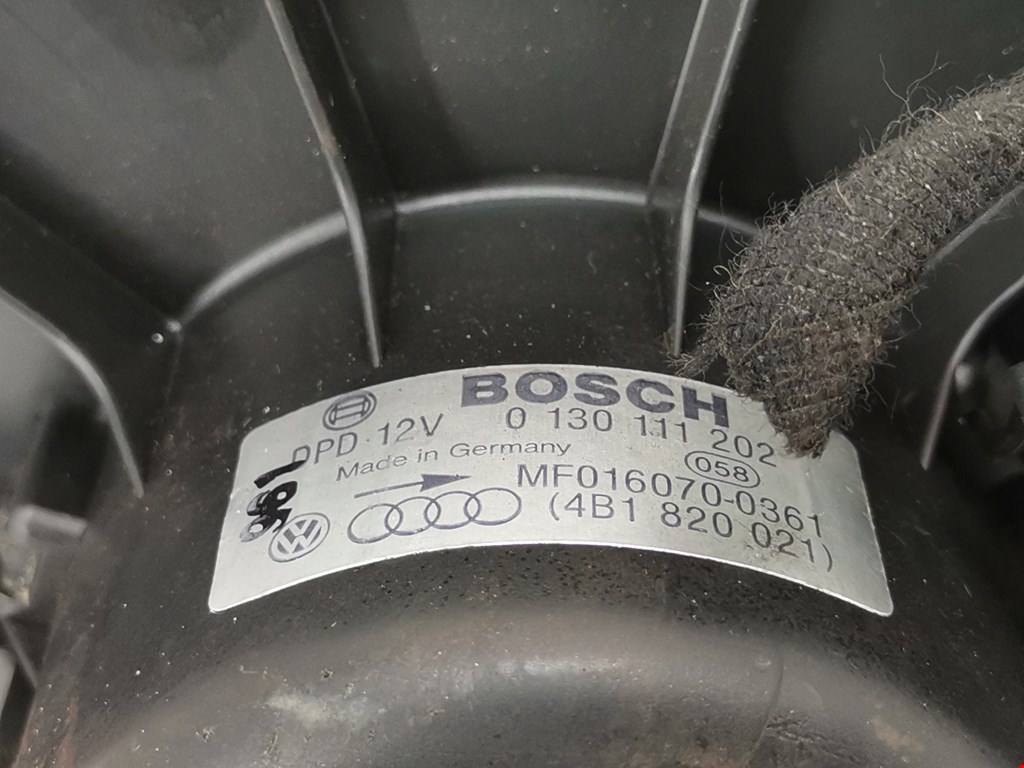 BOSCH
DPD 12V 0 130 111 202
Made in Germany 058
MF016070-0361
(4B1 820 021)